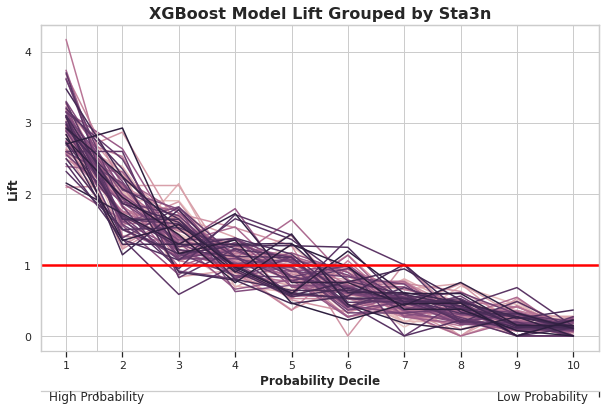 XGBoost Model Lift Grouped by Sta3n
4
3
2
1
0
Lift
1 2 3 4 5 6 7 8 9 10
Probability Decile
High Probability Low Probability